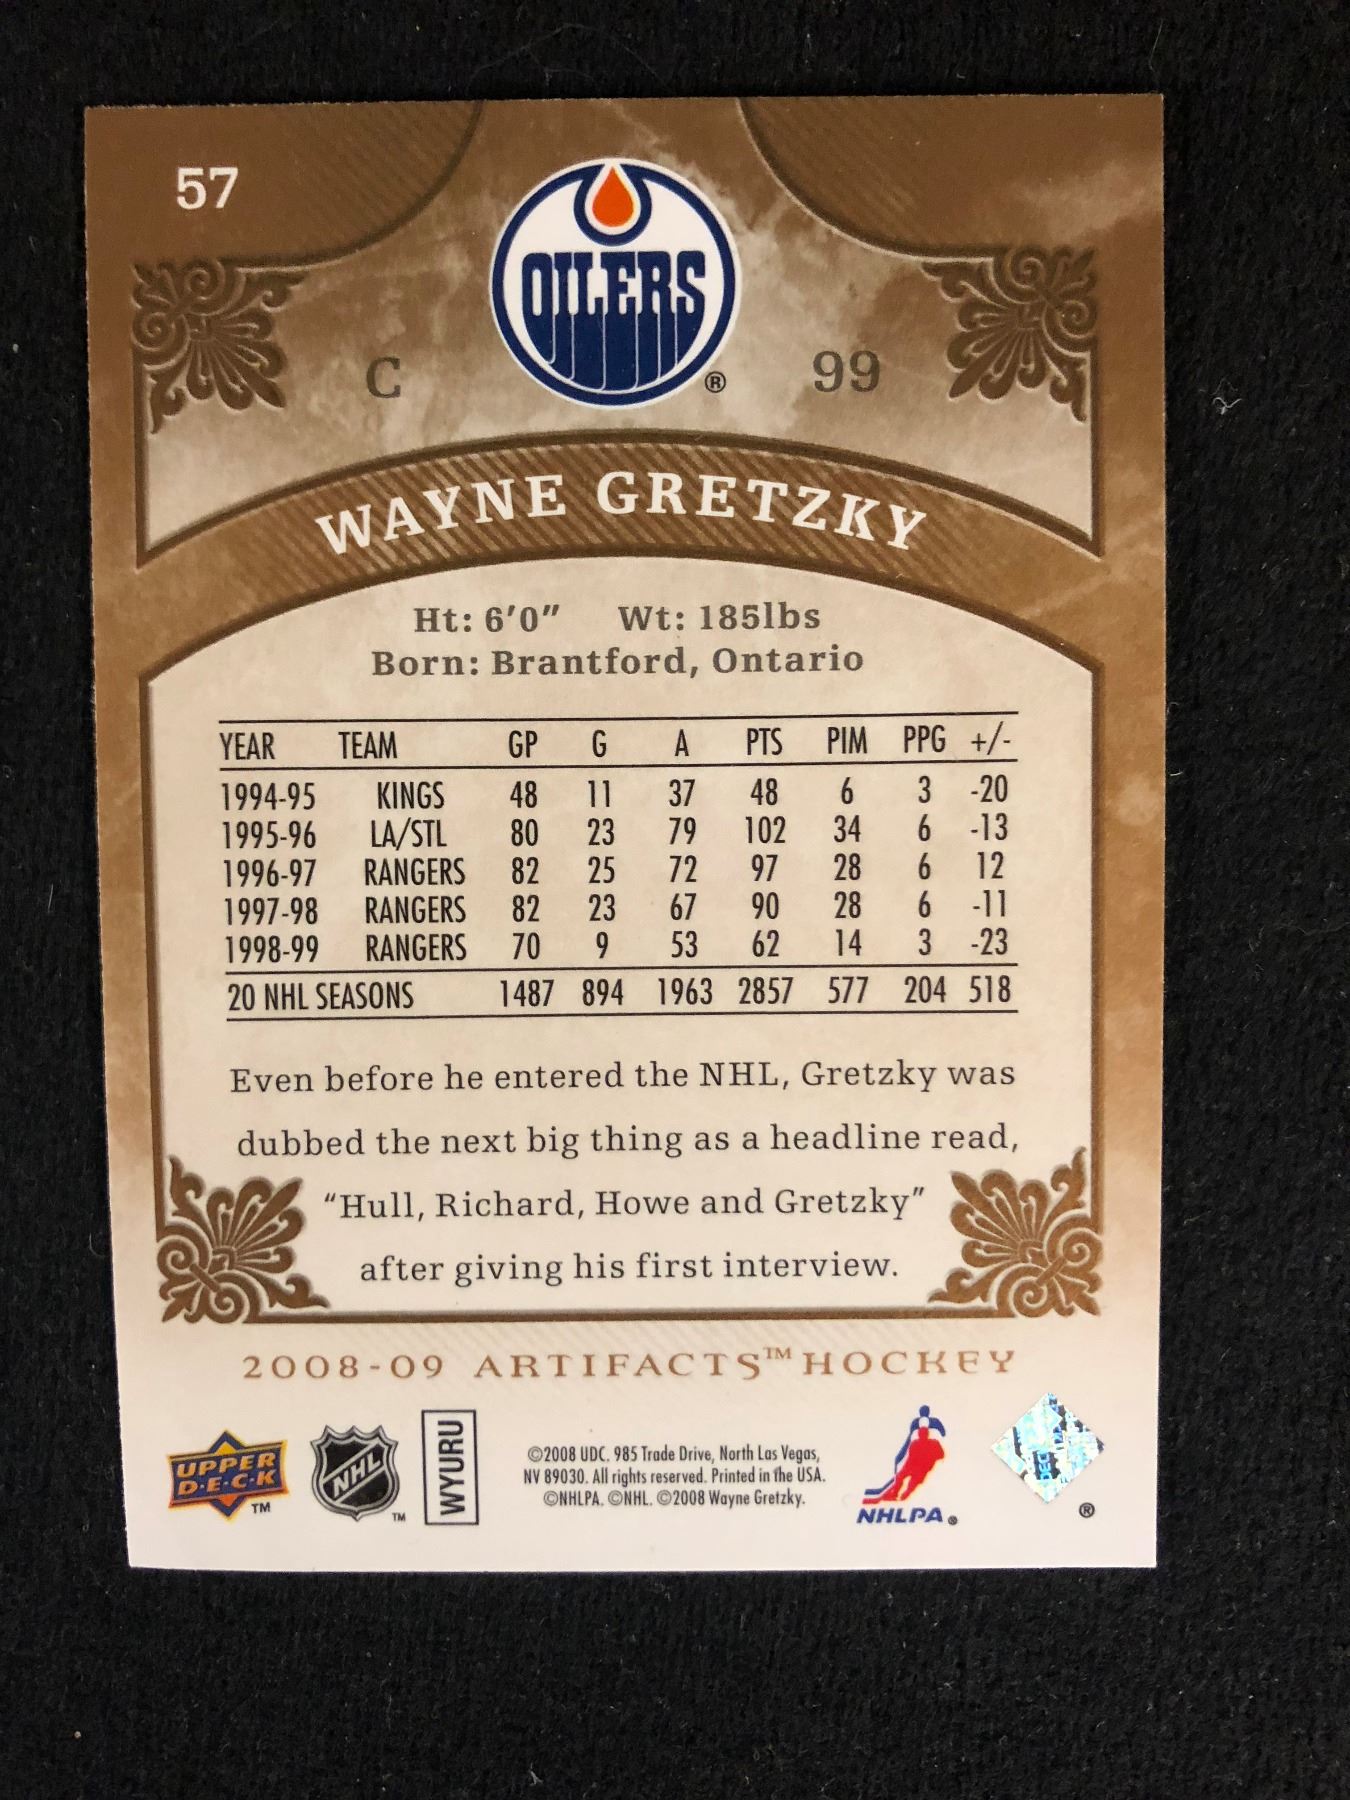 57
OILERS
®
C 99
WAYNE GRETZKY
Ht: 6'0" Wt: 185lbs
Born: Brantford, Ontario
YEAR TEAM GP G A PTS PIM PPG +/-
1994-95 KINGS 48 11 37 48 6 3 -20
1995-96 LA/STL 80 23 79 102 34 6 -13
1996-97 RANGERS 82 25 72 97 28 6 12
1997-98 RANGERS 82 23 67 90 28 6 -11
1998-99 RANGERS 70 9 53 62 14 3 -23
20 NHL SEASONS 1487 894 1963 2857 577 204 518
Even before he entered the NHL, Gretzky was
dubbed the next big thing as a headline read,
“Hull, Richard, Howe and Gretzky”
after giving his first interview.
2008-09 ARTIFACTS™ HOCKEY
UPPER
D·E·C·K
™
NHL
™
WYURU
©2008 UDC. 985 Trade Drive, North Las Vegas,
NV 89030. All rights reserved. Printed in the USA.
©NHLPA. ©NHL. ©2008 Wayne Gretzky.
NHLPA®
®